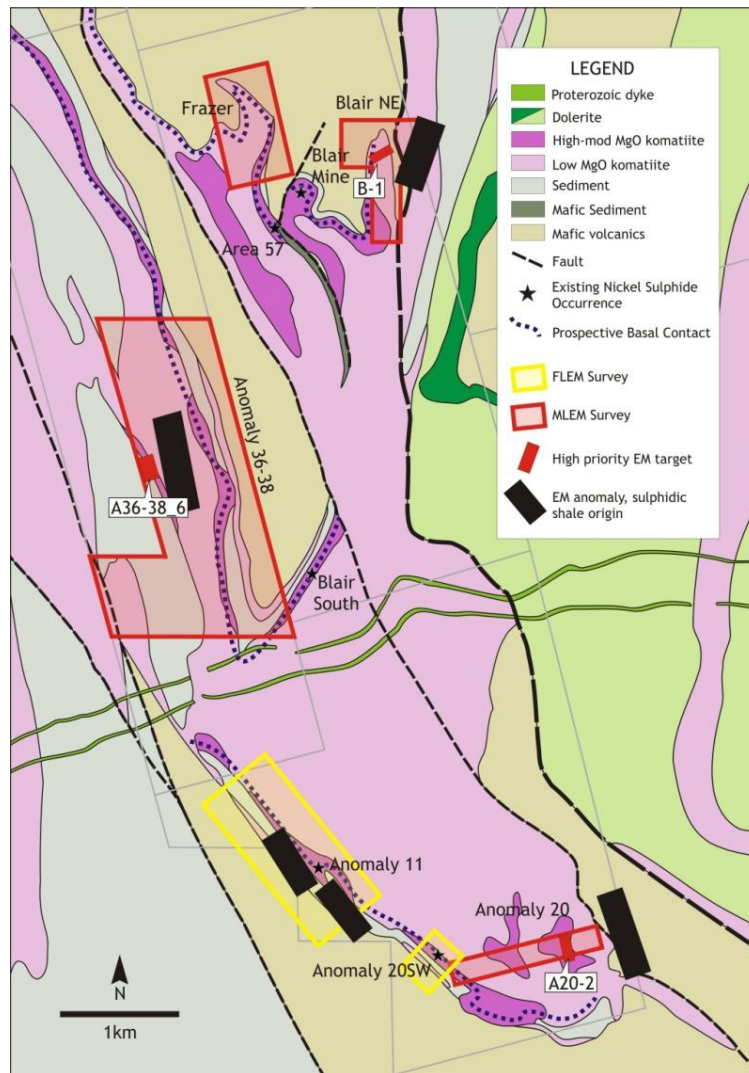 LEGEND
Proterozoic dyke
Dolerite
High-mod MgO komatiite
Low MgO komatiite
Sediment
Mafic Sediment
Mafic volcanics
Fault
Existing Nickel Sulphide
Occurrence
Prospective Basal Contact
FLEM Survey
MLEM Survey
High priority EM target
EM anomaly, sulphidic
shale origin
Frazer
Blair NE
Blair
Mine
B-1
Area 57
Anomaly 36-38
A36-38_6
Blair
South
Anomaly 11
Anomaly 20
Anomaly 20SW
A20-2
N
1km